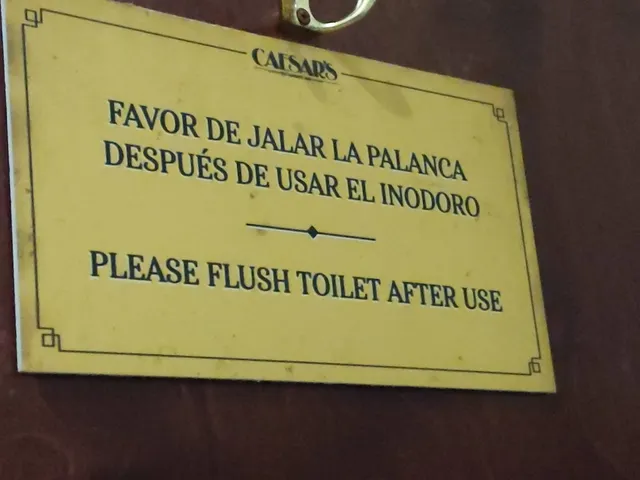 CAESAR'S
FAVOR DE JALAR LA PALANCA
DESPUÉS DE USAR EL INODORO
PLEASE FLUSH TOILET AFTER USE